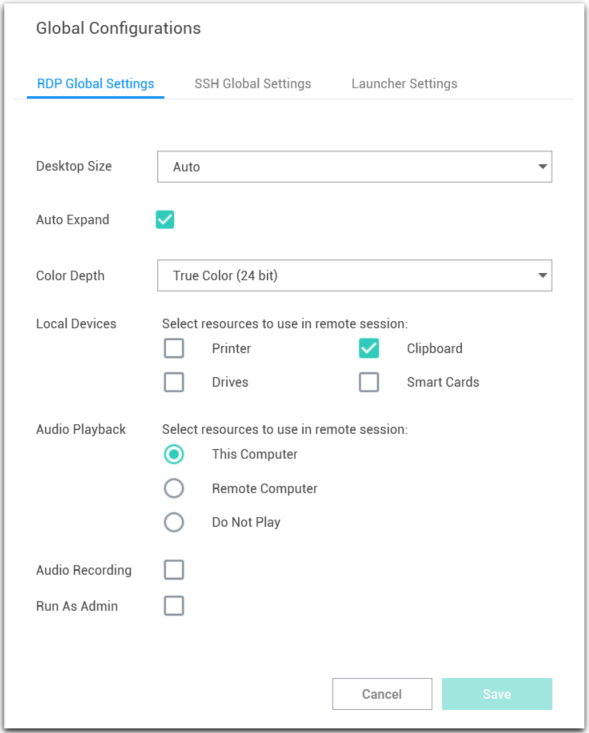 Global Configurations
RDP Global Settings SSH Global Settings Launcher Settings
Desktop Size Auto
Auto Expand
Color Depth True Color (24 bit)
Local Devices Select resources to use in remote session:
Printer Clipboard
Drives Smart Cards
Audio Playback Select resources to use in remote session:
This Computer
Remote Computer
Do Not Play
Audio Recording
Run As Admin
Cancel Save